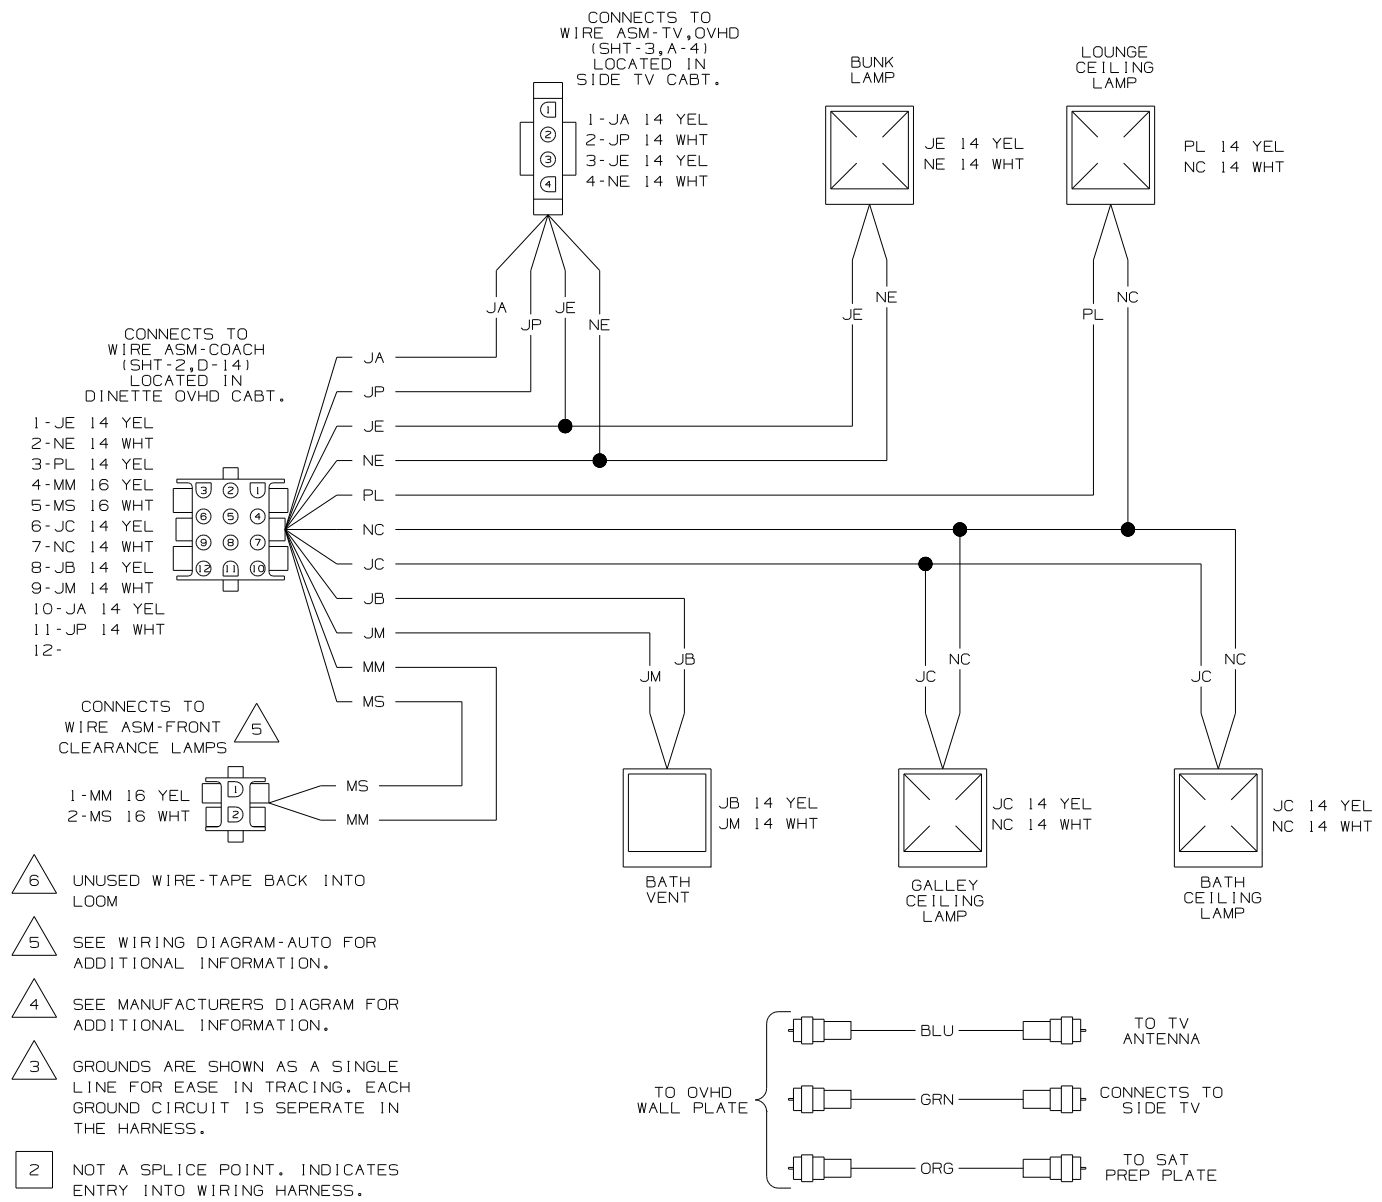 CONNECTS TO
WIRE ASM-TV,OVHD
(SHT-3,A-4)
LOCATED IN
SIDE TV CABT.
1
2
3
4
1-JA 14 YEL
2-JP 14 WHT
3-JE 14 YEL
4-NE 14 WHT
BUNK
LAMP
JE 14 YEL
NE 14 WHT
LOUNGE
CEILING
LAMP
PL 14 YEL
NC 14 WHT
JA
JP
JE
NE
JE
NE
PL
NC
CONNECTS TO
WIRE ASM-COACH
(SHT-2,D-14)
LOCATED IN
DINETTE OVHD CABT.
1-JE 14 YEL
2-NE 14 WHT
3-PL 14 YEL
4-MM 16 YEL
5-MS 16 WHT
6-JC 14 YEL
7-NC 14 WHT
8-JB 14 YEL
9-JM 14 WHT
10-JA 14 YEL
11-JP 14 WHT
12-
3 2 1
6 5 4
9 8 7
12 11 10
JA
JP
JE
NE
PL
NC
JC
JB
JM
MM
MS
JM
JB
JC
NC
JC
NC
CONNECTS TO
WIRE ASM-FRONT
CLEARANCE LAMPS
5
1-MM 16 YEL
2-MS 16 WHT
1
2
MS
MM
JB 14 YEL
JM 14 WHT
BATH
VENT
JC 14 YEL
NC 14 WHT
GALLEY
CEILING
LAMP
JC 14 YEL
NC 14 WHT
BATH
CEILING
LAMP
6 UNUSED WIRE-TAPE BACK INTO
LOOM
5 SEE WIRING DIAGRAM-AUTO FOR
ADDITIONAL INFORMATION.
4 SEE MANUFACTURERS DIAGRAM FOR
ADDITIONAL INFORMATION.
3 GROUNDS ARE SHOWN AS A SINGLE
LINE FOR EASE IN TRACING. EACH
GROUND CIRCUIT IS SEPERATE IN
THE HARNESS.
2 NOT A SPLICE POINT. INDICATES
ENTRY INTO WIRING HARNESS.
TO OVHD
WALL PLATE
BLU
TO TV
ANTENNA
GRN
CONNECTS TO
SIDE TV
ORG
TO SAT
PREP PLATE